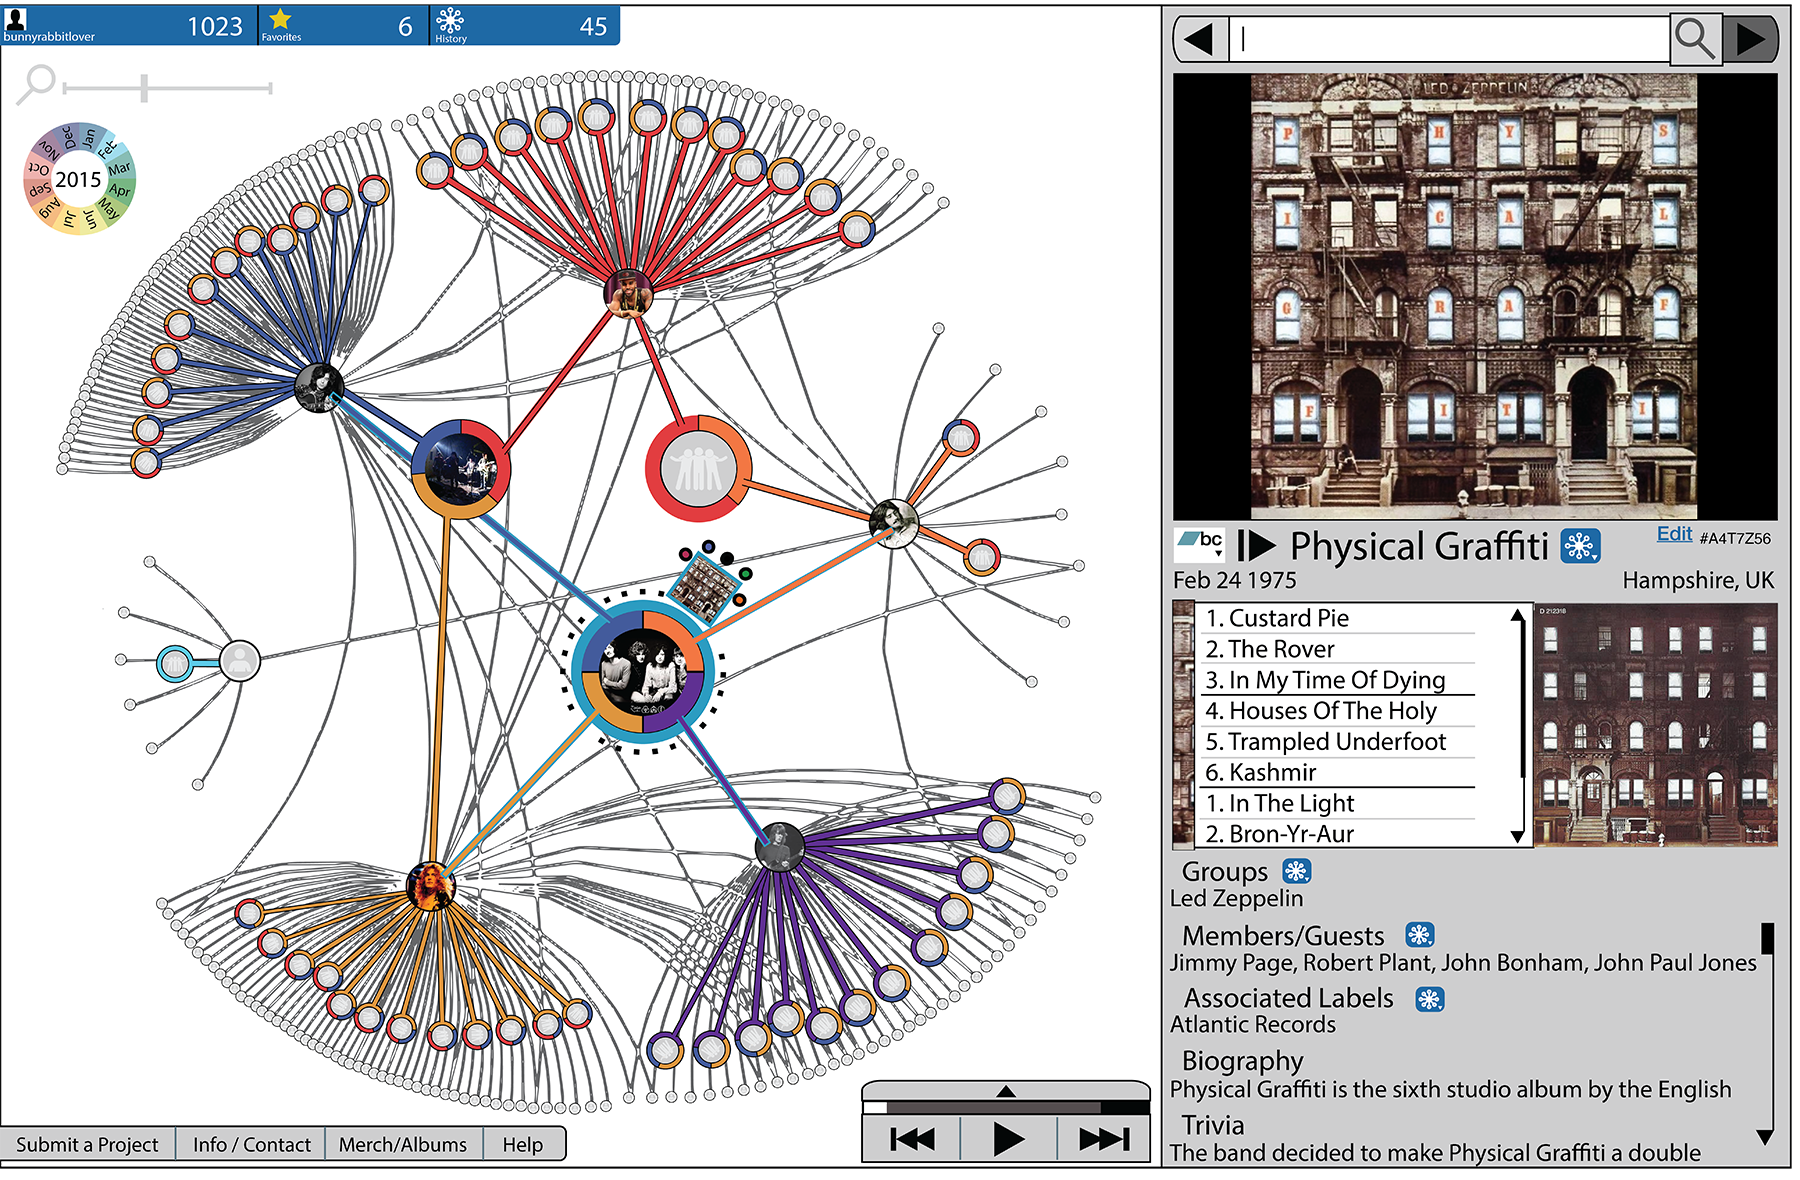 bunnyrabbitlover
1023
Favorites
6
History
45
2015
Jan
Feb
Mar
Apr
May
Jun
Jul
Aug
Sep
Oct
Nov
Dec
LED ZEPPELIN
P H Y S
I C A L
G R A F
F I T I
bc
Physical Graffiti
Edit #A4T7Z56
Feb 24 1975
Hampshire, UK
1. Custard Pie
2. The Rover
3. In My Time Of Dying
4. Houses Of The Holy
5. Trampled Underfoot
6. Kashmir
1. In The Light
2. Bron-Yr-Aur
D 212318
Groups
Led Zeppelin
Members/Guests
Jimmy Page, Robert Plant, John Bonham, John Paul Jones
Associated Labels
Atlantic Records
Biography
Physical Graffiti is the sixth studio album by the English
Trivia
The band decided to make Physical Graffiti a double
Submit a Project
Info / Contact
Merch/Albums
Help